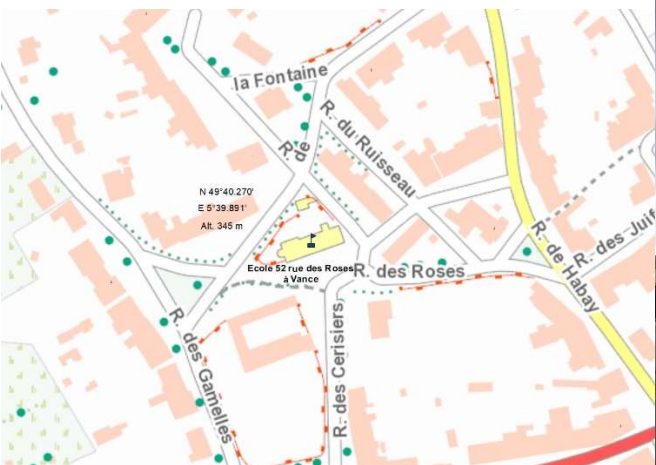 la Fontaine
R. de
R. du Ruisseau
N 49°40.270'
E 5°39.891'
Alt. 345 m
Ecole 52 rue des Roses
à Vance
R. des Roses
R. de Habay
R. des Juif
R. des Gamelles
R. des Cerisiers